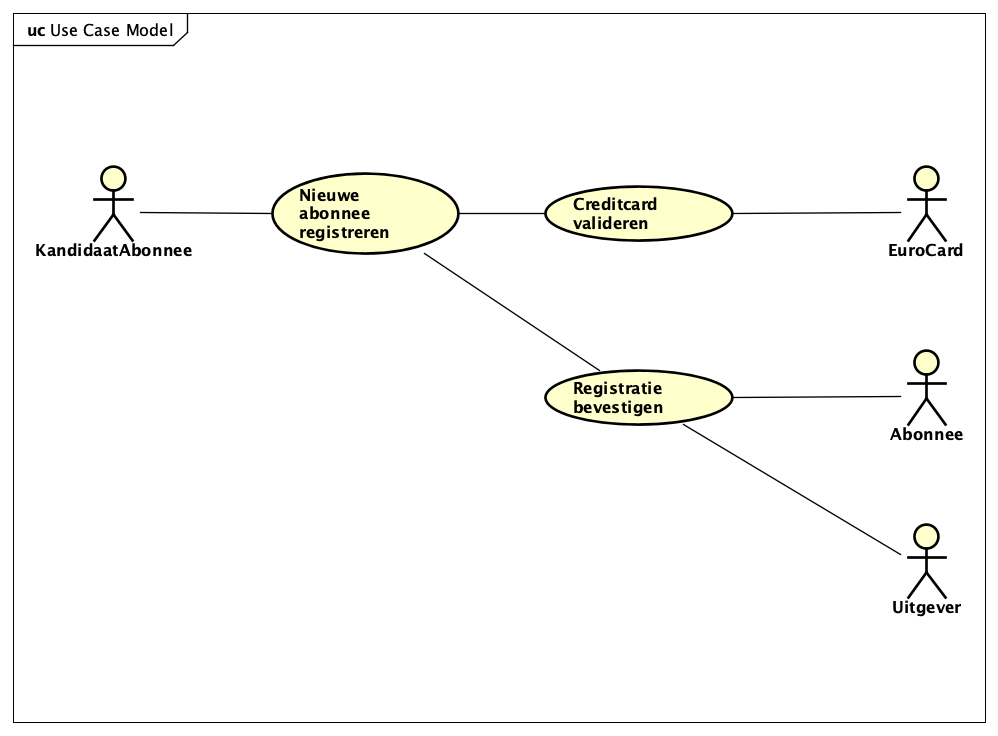 uc Use Case Model
Nieuwe
abonnee
registreren
Creditcard
valideren
KandidaatAbonnee
EuroCard
Registratie
bevestigen
Abonnee
Uitgever